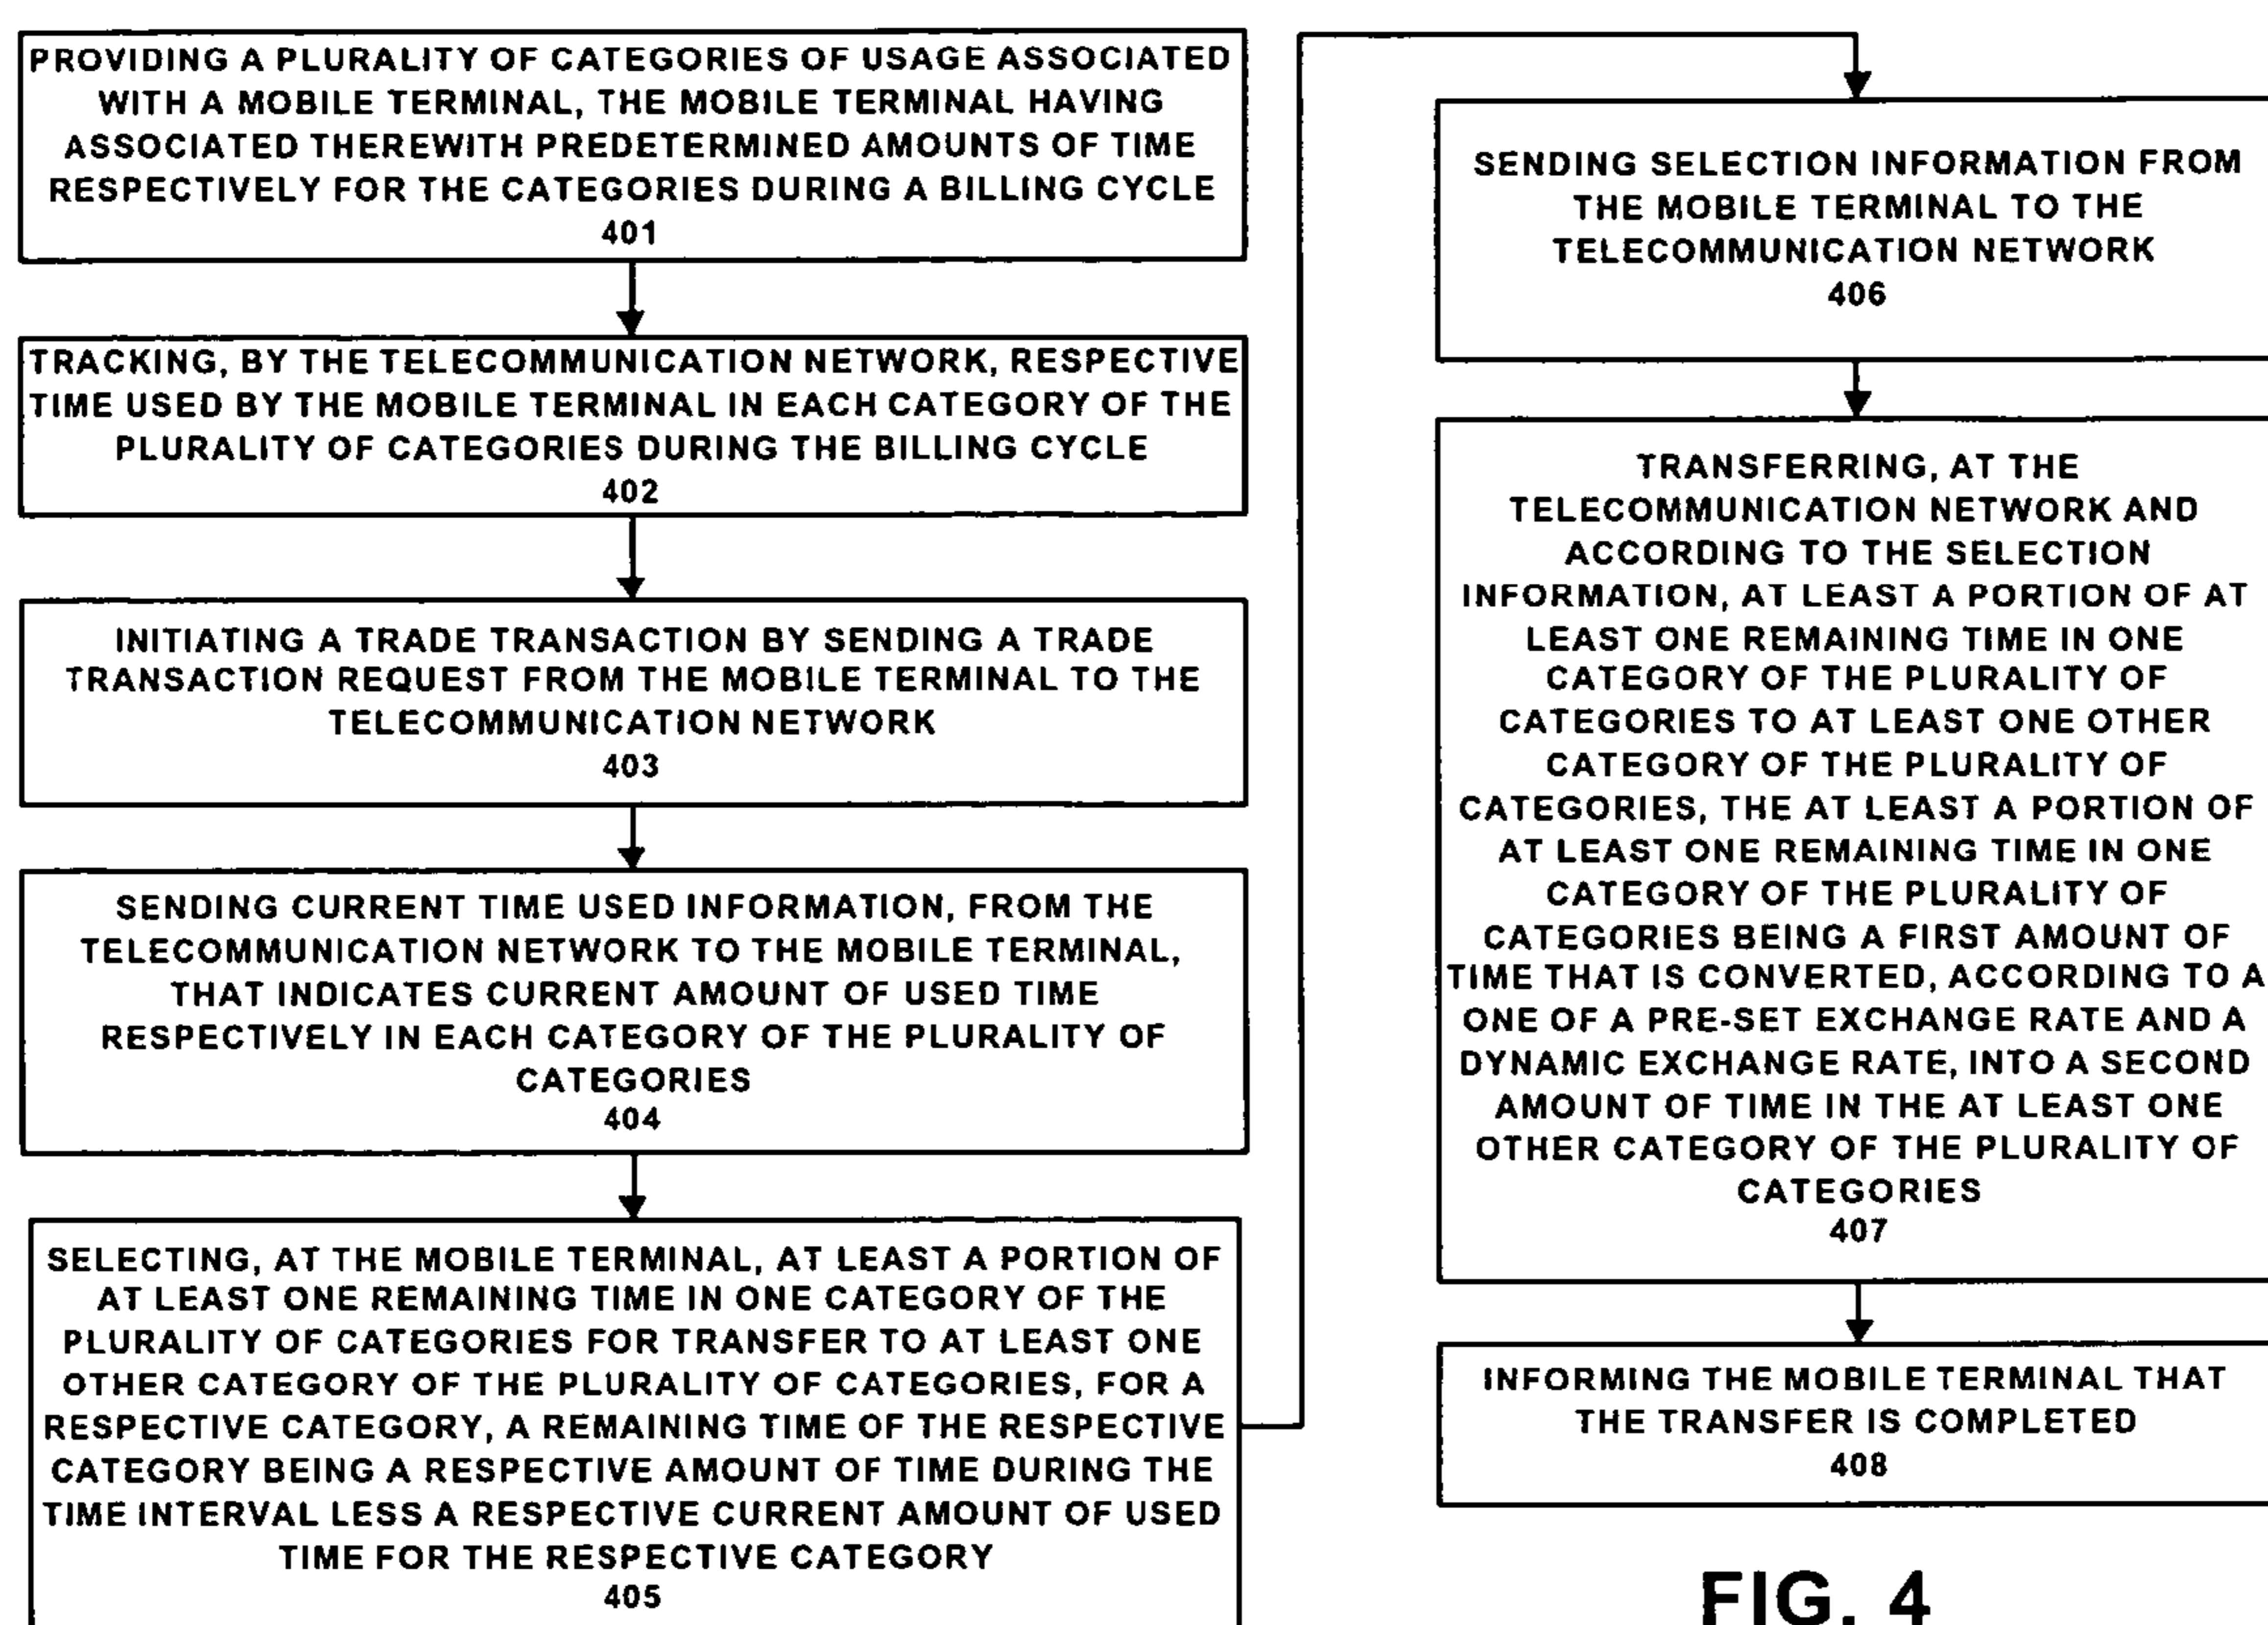 PROVIDING A PLURALITY OF CATEGORIES OF USAGE ASSOCIATED
WITH A MOBILE TERMINAL, THE MOBILE TERMINAL HAVING
ASSOCIATED THEREWITH PREDETERMINED AMOUNTS OF TIME
RESPECTIVELY FOR THE CATEGORIES DURING A BILLING CYCLE
401
TRACKING, BY THE TELECOMMUNICATION NETWORK, RESPECTIVE
TIME USED BY THE MOBILE TERMINAL IN EACH CATEGORY OF THE
PLURALITY OF CATEGORIES DURING THE BILLING CYCLE
402
INITIATING A TRADE TRANSACTION BY SENDING A TRADE
TRANSACTION REQUEST FROM THE MOBILE TERMINAL TO THE
TELECOMMUNICATION NETWORK
403
SENDING CURRENT TIME USED INFORMATION, FROM THE
TELECOMMUNICATION NETWORK TO THE MOBILE TERMINAL,
THAT INDICATES CURRENT AMOUNT OF USED TIME
RESPECTIVELY IN EACH CATEGORY OF THE PLURALITY OF
CATEGORIES
404
SELECTING, AT THE MOBILE TERMINAL, AT LEAST A PORTION OF
AT LEAST ONE REMAINING TIME IN ONE CATEGORY OF THE
PLURALITY OF CATEGORIES FOR TRANSFER TO AT LEAST ONE
OTHER CATEGORY OF THE PLURALITY OF CATEGORIES, FOR A
RESPECTIVE CATEGORY, A REMAINING TIME OF THE RESPECTIVE
CATEGORY BEING A RESPECTIVE AMOUNT OF TIME DURING THE
TIME INTERVAL LESS A RESPECTIVE CURRENT AMOUNT OF USED
TIME FOR THE RESPECTIVE CATEGORY
405
SENDING SELECTION INFORMATION FROM
THE MOBILE TERMINAL TO THE
TELECOMMUNICATION NETWORK
406
TRANSFERRING, AT THE
TELECOMMUNICATION NETWORK AND
ACCORDING TO THE SELECTION
INFORMATION, AT LEAST A PORTION OF AT
LEAST ONE REMAINING TIME IN ONE
CATEGORY OF THE PLURALITY OF
CATEGORIES TO AT LEAST ONE OTHER
CATEGORY OF THE PLURALITY OF
CATEGORIES, THE AT LEAST A PORTION OF
AT LEAST ONE REMAINING TIME IN ONE
CATEGORY OF THE PLURALITY OF
CATEGORIES BEING A FIRST AMOUNT OF
TIME THAT IS CONVERTED, ACCORDING TO A
ONE OF A PRE-SET EXCHANGE RATE AND A
DYNAMIC EXCHANGE RATE, INTO A SECOND
AMOUNT OF TIME IN THE AT LEAST ONE
OTHER CATEGORY OF THE PLURALITY OF
CATEGORIES
407
INFORMING THE MOBILE TERMINAL THAT
THE TRANSFER IS COMPLETED
408
FIG. 4